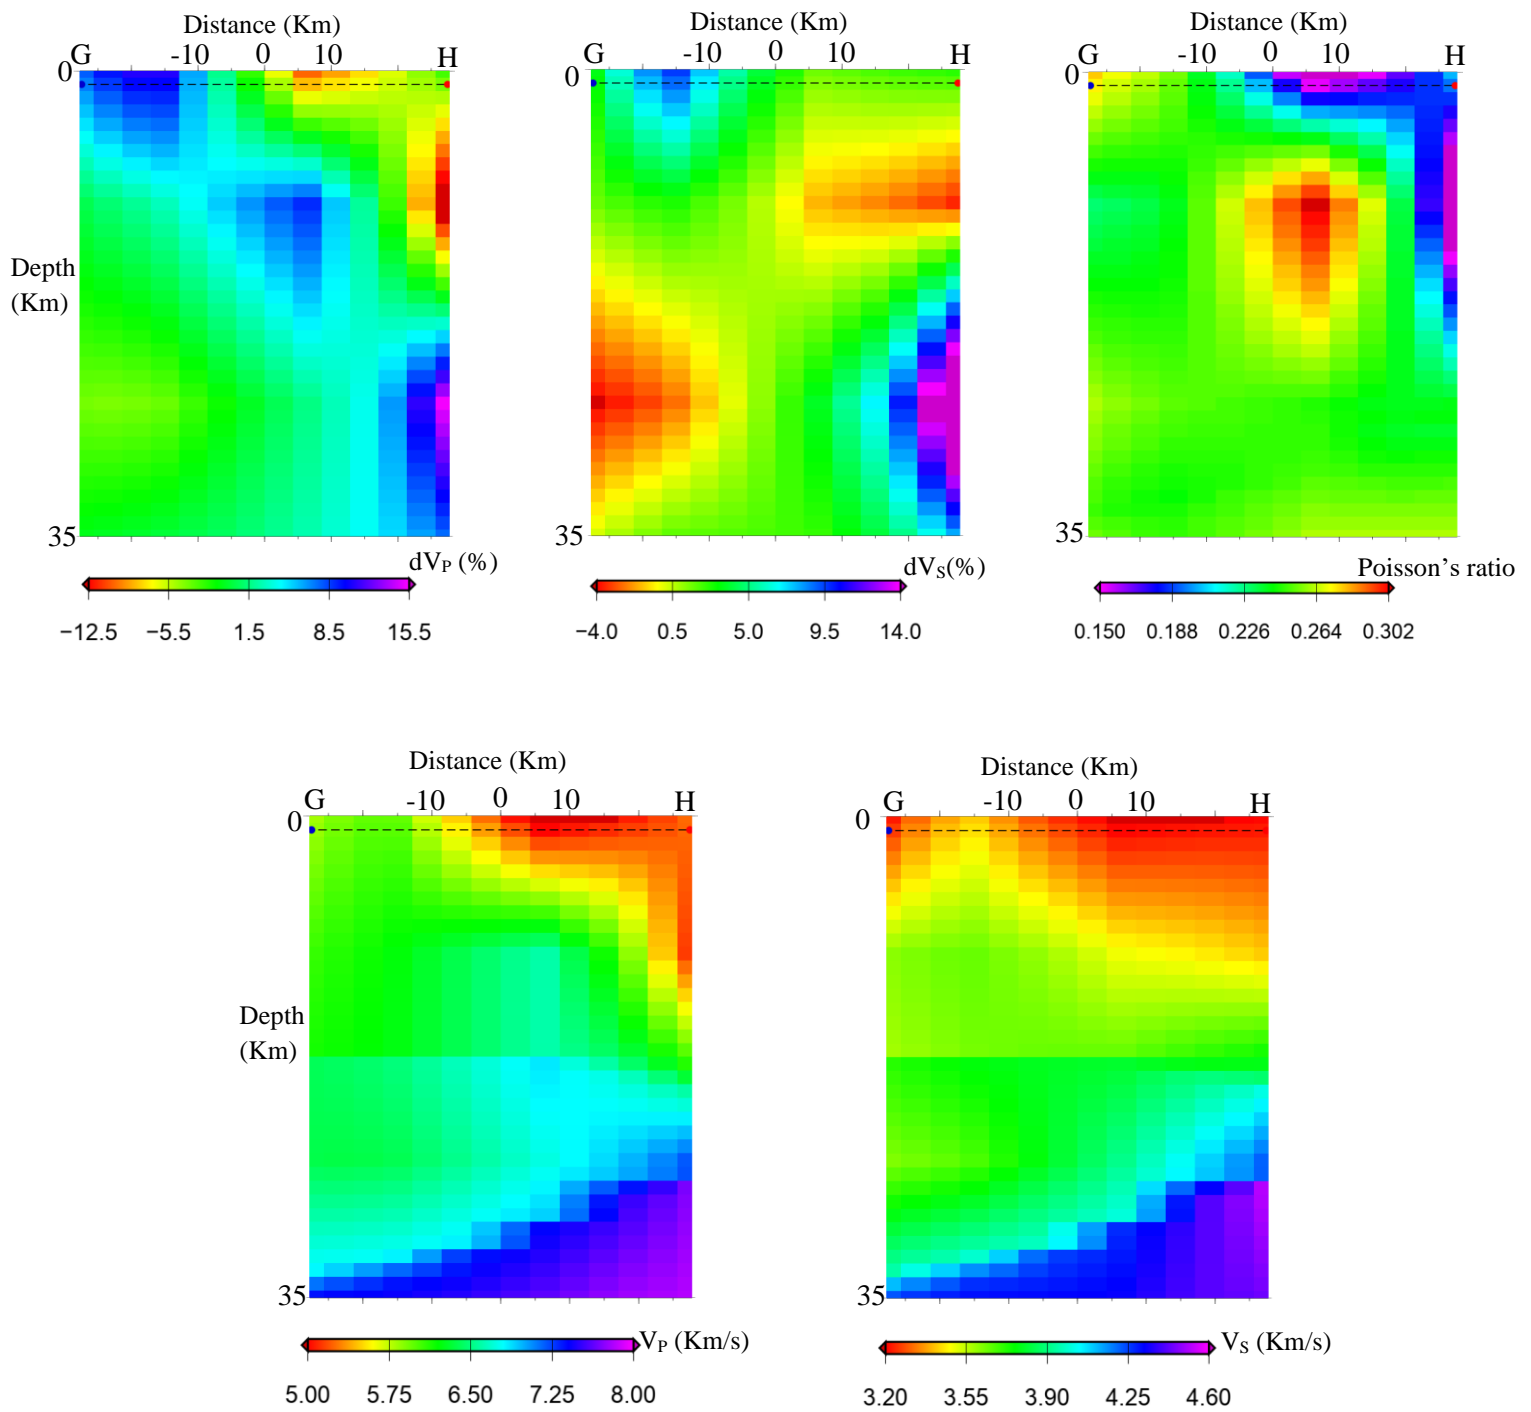 Distance (Km)
G -10 0 10 H
0
Depth
(Km)
35
dVP (%)
−12.5 −5.5 1.5 8.5 15.5
Distance (Km)
G -10 0 10 H
0
35
dVS(%)
−4.0 0.5 5.0 9.5 14.0
Distance (Km)
G -10 0 10 H
0
35
Poisson’s ratio
0.150 0.188 0.226 0.264 0.302
Distance (Km)
G -10 0 10 H
0
Depth
(Km)
35
VP (Km/s)
5.00 5.75 6.50 7.25 8.00
Distance (Km)
G -10 0 10 H
0
35
VS (Km/s)
3.20 3.55 3.90 4.25 4.60